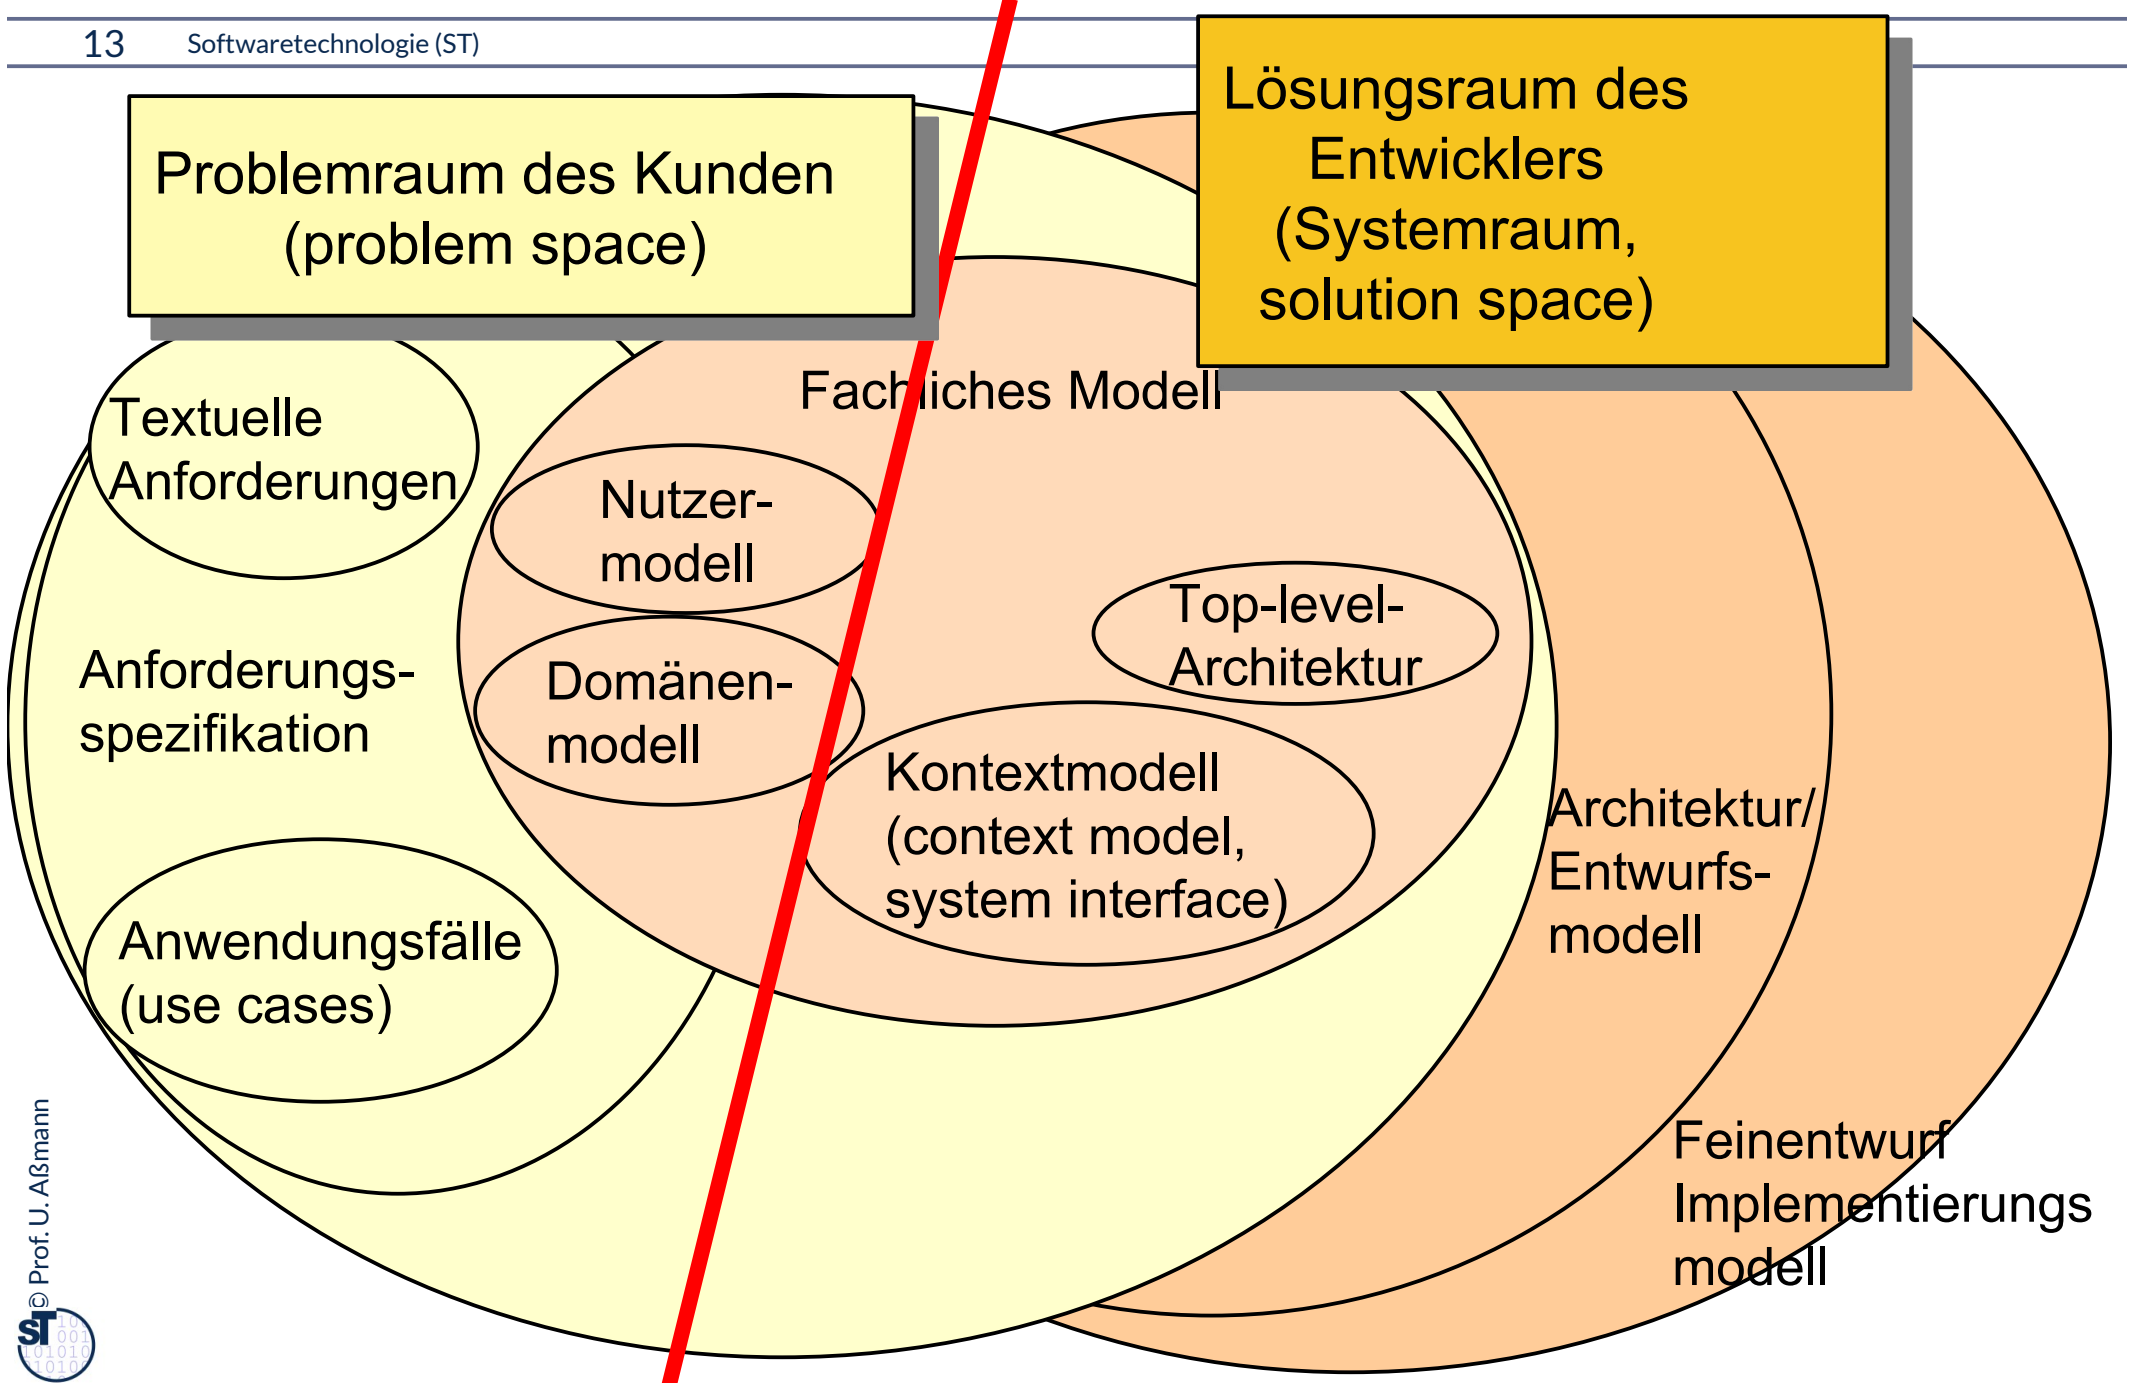 13 Softwaretechnologie (ST)
Problemraum des Kunden
(problem space)
Lösungsraum des
Entwicklers
(Systemraum,
solution space)
Fachliches Modell
Textuelle
Anforderungen
Nutzer-
modell
Top-level-
Architektur
Anforderungs-
spezifikation
Domänen-
modell
Kontextmodell
(context model,
system interface)
Architektur/
Entwurfs-
modell
Anwendungsfälle
(use cases)
Feinentwurf
Implementierungs
modell
© Prof. U. Aßmann
ST